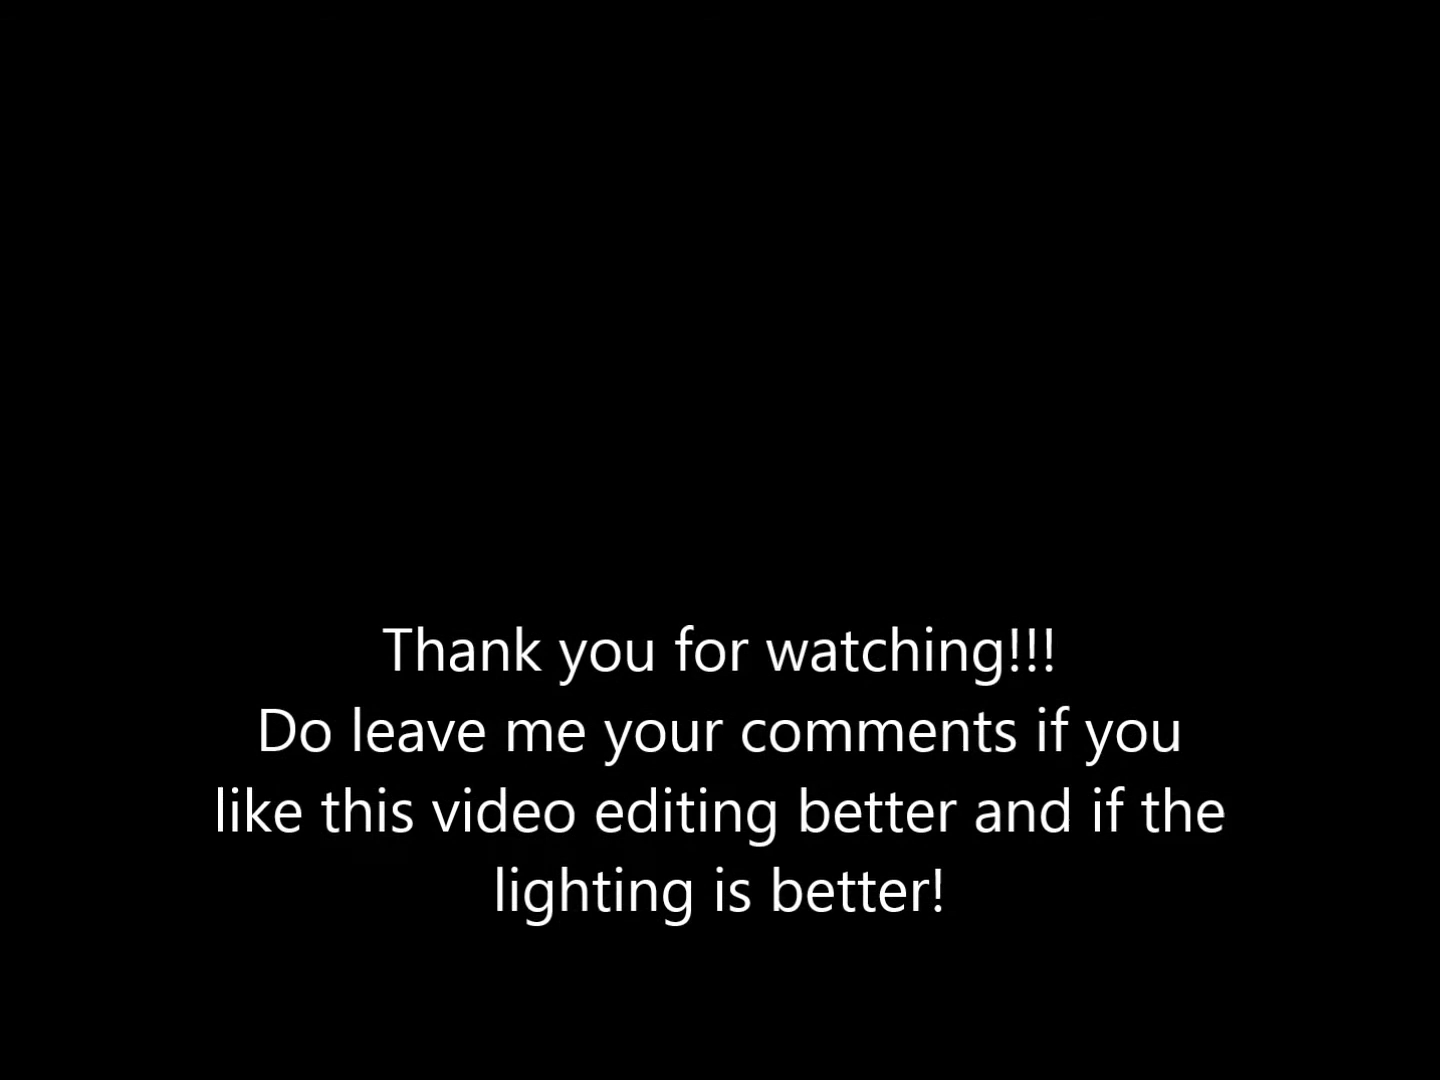 Thank you for watching!!!
Do leave me your comments if you
like this video editing better and if the
lighting is better!